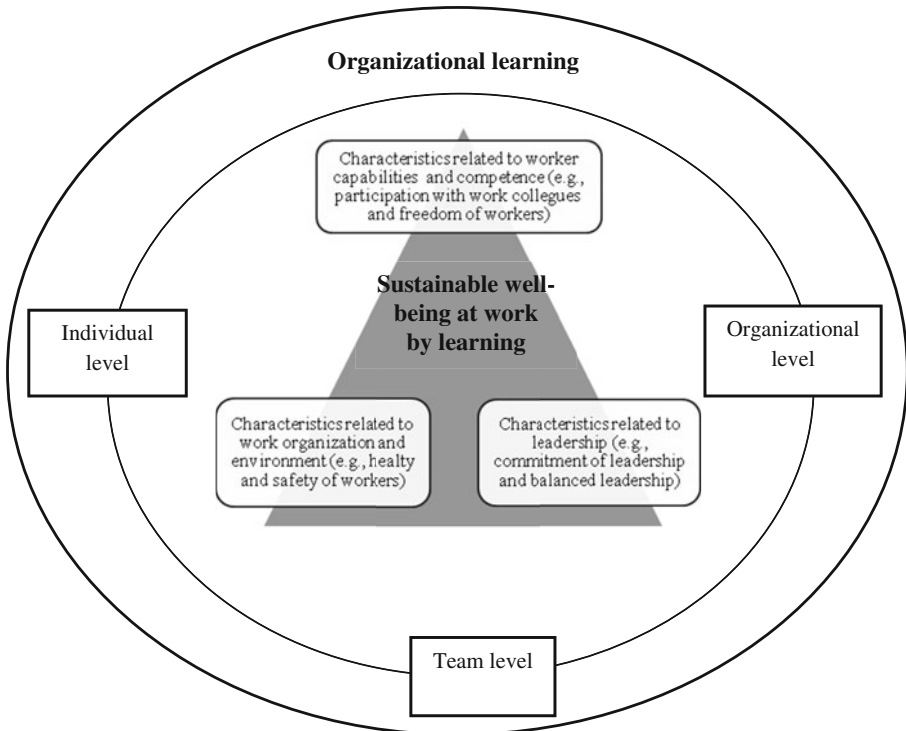 Organizational learning
Characteristics related to worker
capabilities and competence (e.g.,
participation with work collegues
and freedom of workers)
Sustainable well-
being at work
by learning
Individual
level
Organizational
level
Characteristics related to
work organization and
environment (e.g., healty
and safety of workers)
Characteristics related to
leadership (e.g.,
commitment of leadership
and balanced leadership)
Team level